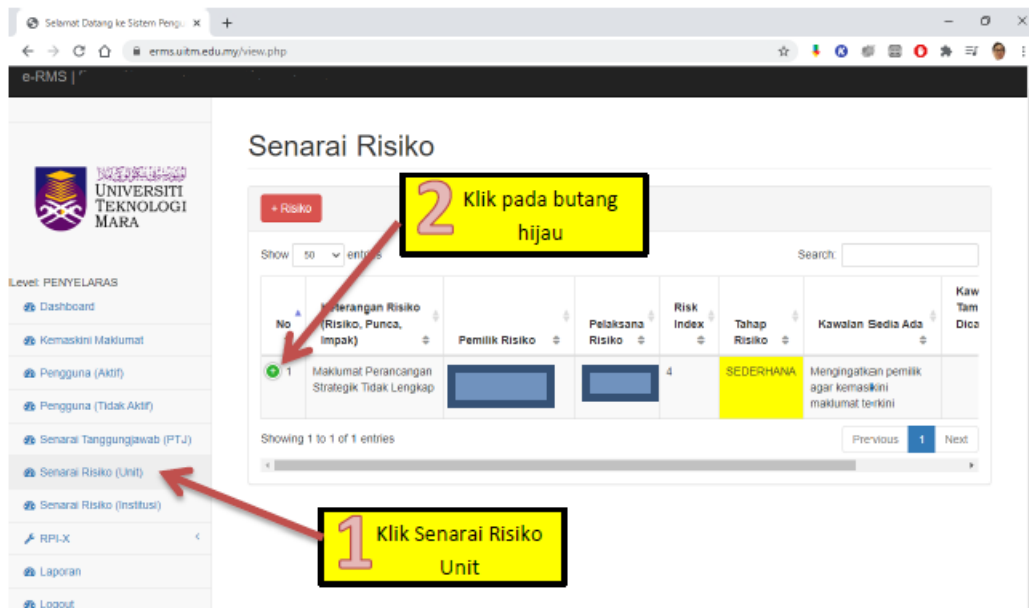 Selamat Datang ke Sistem Pengu
erms.uitm.edu.my/view.php
e-RMS |
UNIVERSITI
TEKNOLOGI
MARA
Level: PENYELARAS
Dashboard
Kemaskini Maklumat
Pengguna (Aktif)
Pengguna (Tidak Aktif)
Senarai Tanggungjawab (PTJ)
Senarai Risiko (Unit)
Senarai Risiko (Institusi)
RPI-X
Laporan
Logout
Senarai Risiko
+ Risiko
2 Klik pada butang
hijau
Show 50 entries
Search:
No
Keterangan Risiko
(Risiko, Punca,
Impak)
Pemilik Risiko
Pelaksana
Risiko
Risk
Index
Tahap
Risiko
Kawalan Sedia Ada
Kaw
Tam
Dica
1
Maklumat Perancangan
Strategik Tidak Lengkap
4
SEDERHANA
Mengingatkan pemilik
agar kemaskini
maklumat terkini
Showing 1 to 1 of 1 entries
Previous 1 Next
1 Klik Senarai Risiko
Unit